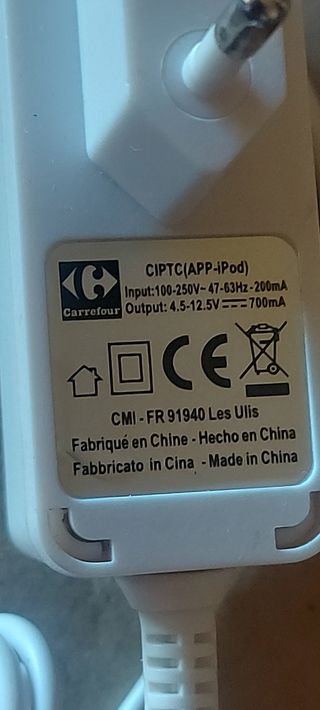 CIPTC(APP-iPod)
Input:100-250V~ 47-63Hz-200mA
Carrefour
Output: 4.5-12.5V⎓700mA
CE
CMI - FR 91940 Les Ulis
Fabriqué en Chine - Hecho en China
Fabbricato in Cina - Made in China